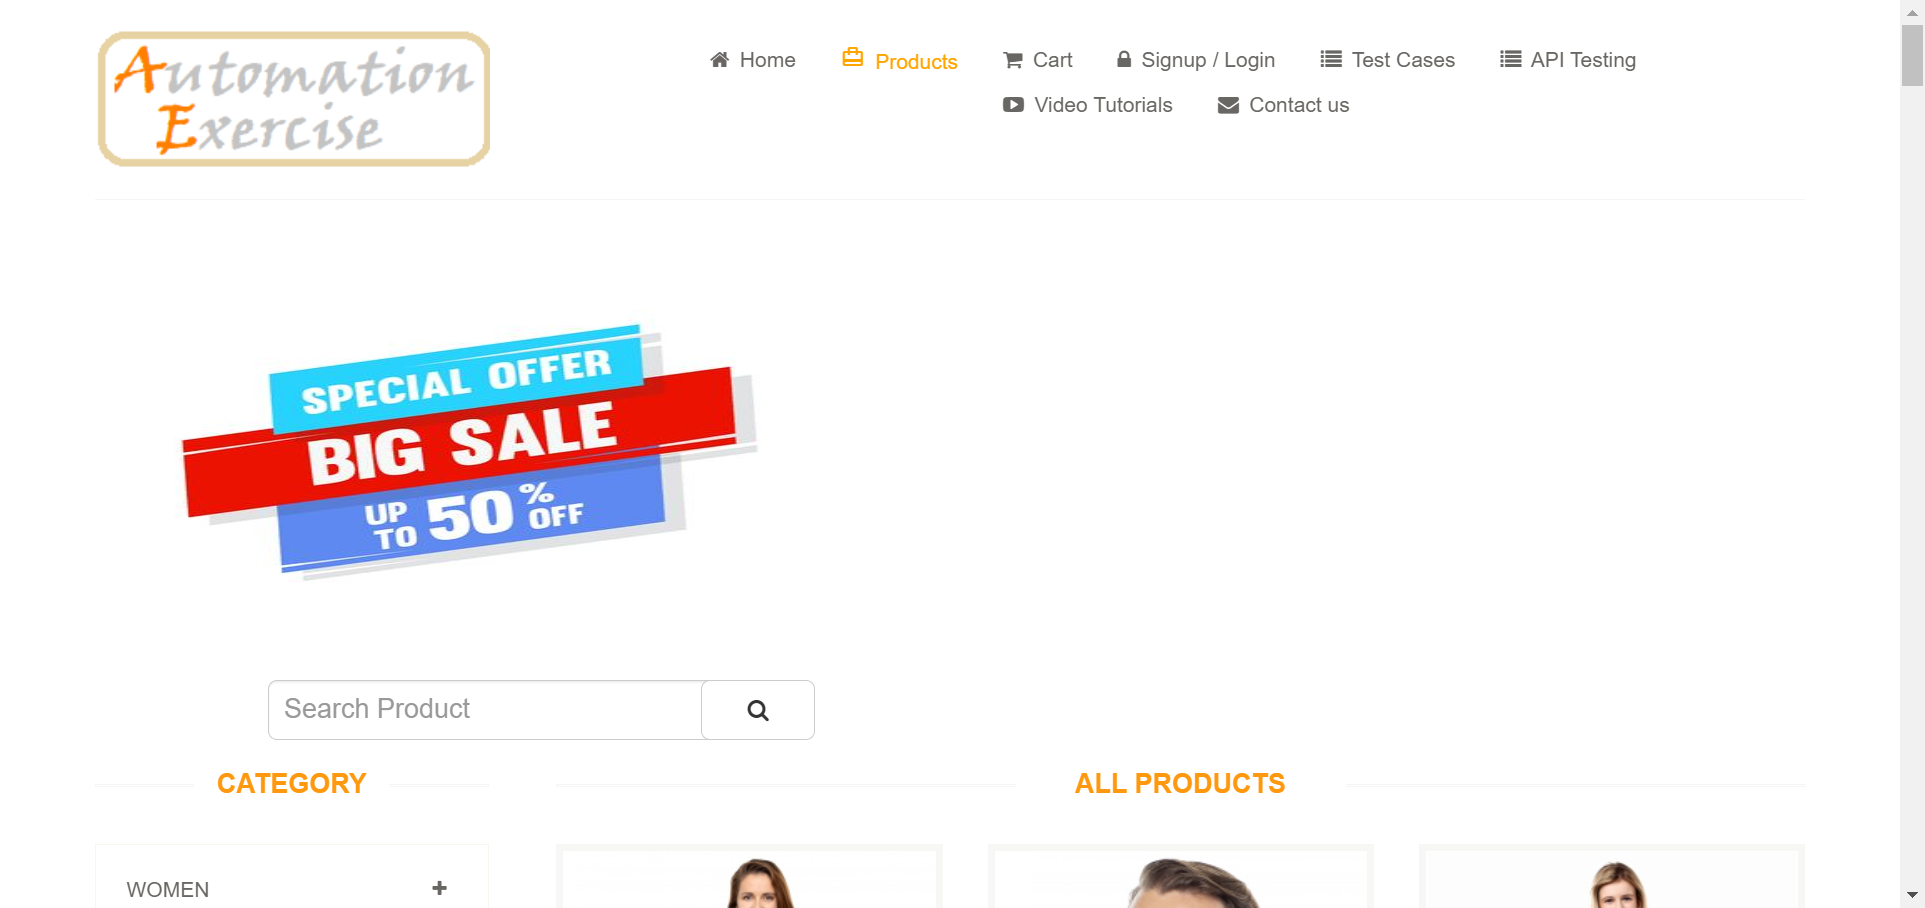 Automation
Exercise
Home Products Cart Signup / Login Test Cases API Testing
Video Tutorials Contact us
SPECIAL OFFER
BIG SALE
UP TO 50% OFF
Search Product
CATEGORY
ALL PRODUCTS
WOMEN